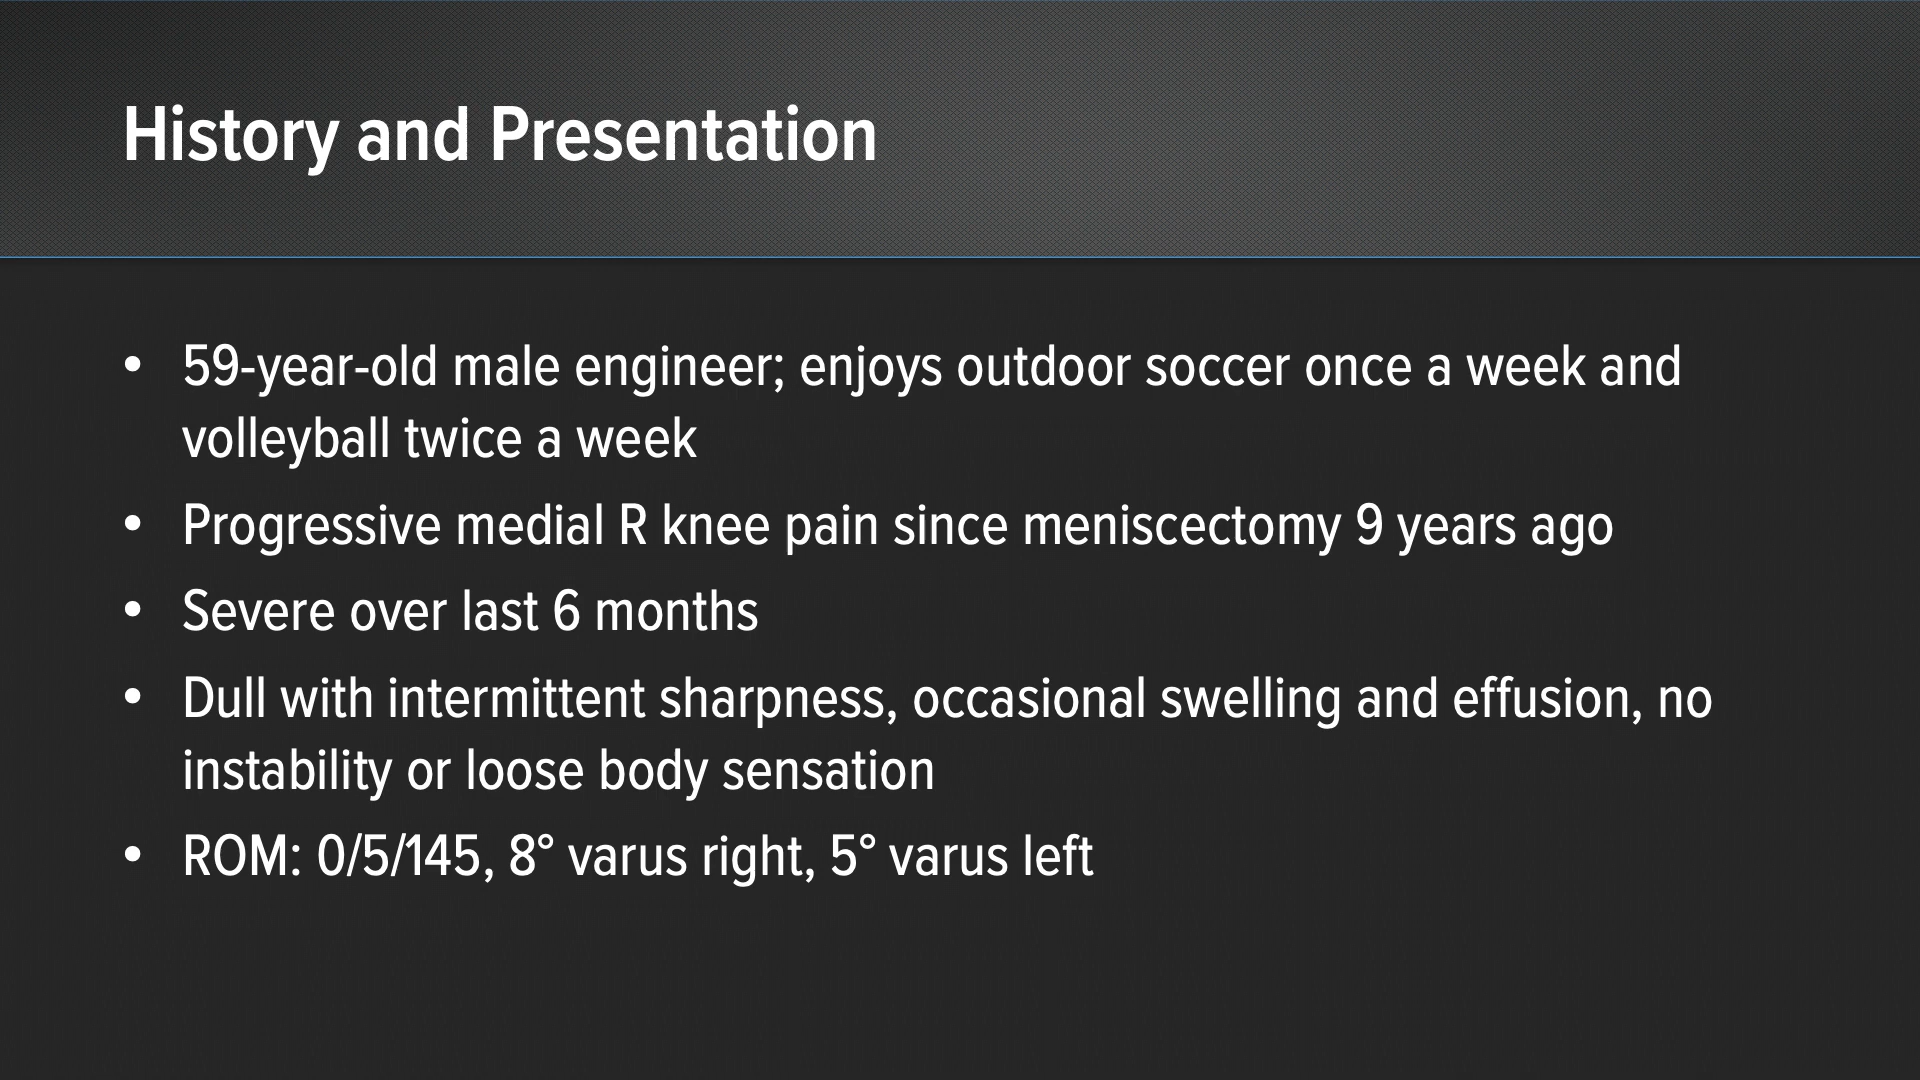 History and Presentation
• 59-year-old male engineer; enjoys outdoor soccer once a week and
volleyball twice a week
• Progressive medial R knee pain since meniscectomy 9 years ago
• Severe over last 6 months
• Dull with intermittent sharpness, occasional swelling and effusion, no
instability or loose body sensation
• ROM: 0/5/145, 8° varus right, 5° varus left